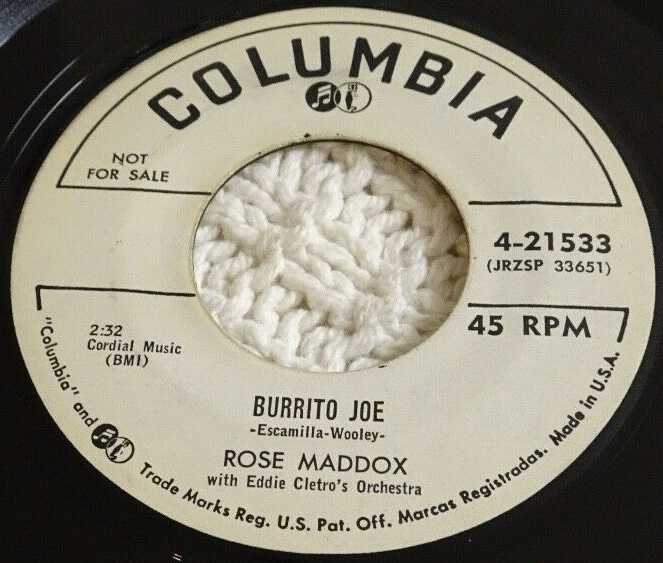 COLUMBIA
NOT
FOR SALE
4-21533
(JRZSP 33651)
45 RPM
2:32
Cordial Music
(BMI)
BURRITO JOE
-Escamilla-Wooley-
ROSE MADDOX
with Eddie Cletro's Orchestra
"Columbia" and Trade Marks Reg. U.S. Pat. Off. Marcas Registradas. Made in U.S.A.